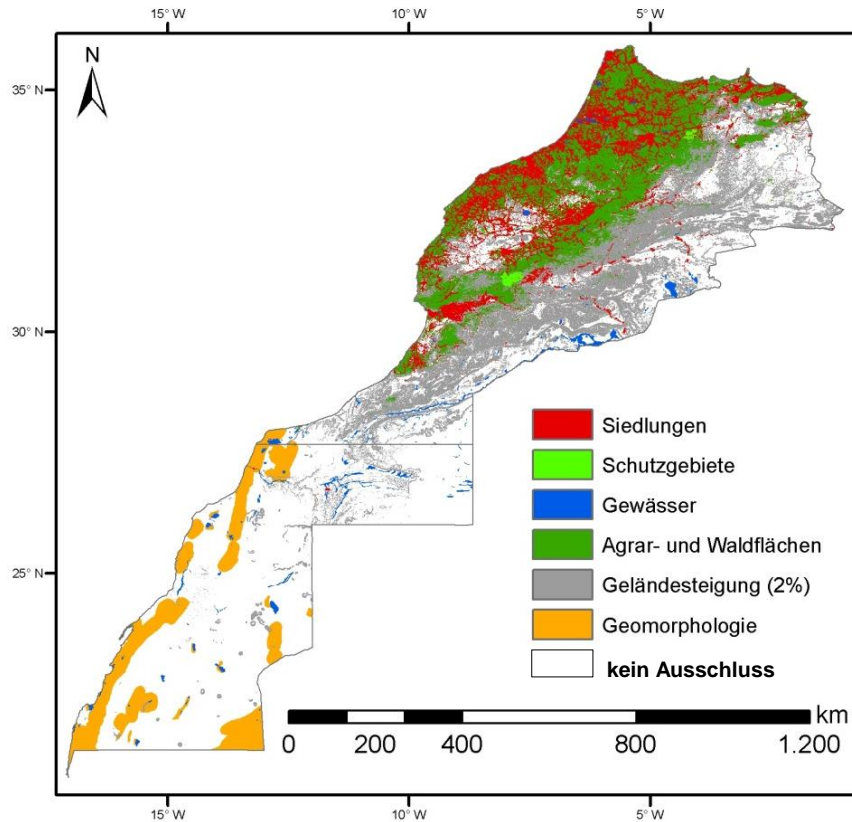 15° W
10° W
5° W
N
35° N
30° N
25° N
Siedlungen
Schutzgebiete
Gewässer
Agrar- und Waldflächen
Geländesteigung (2%)
Geomorphologie
kein Ausschluss
km
0 200 400 800 1.200
15° W
10° W
5° W